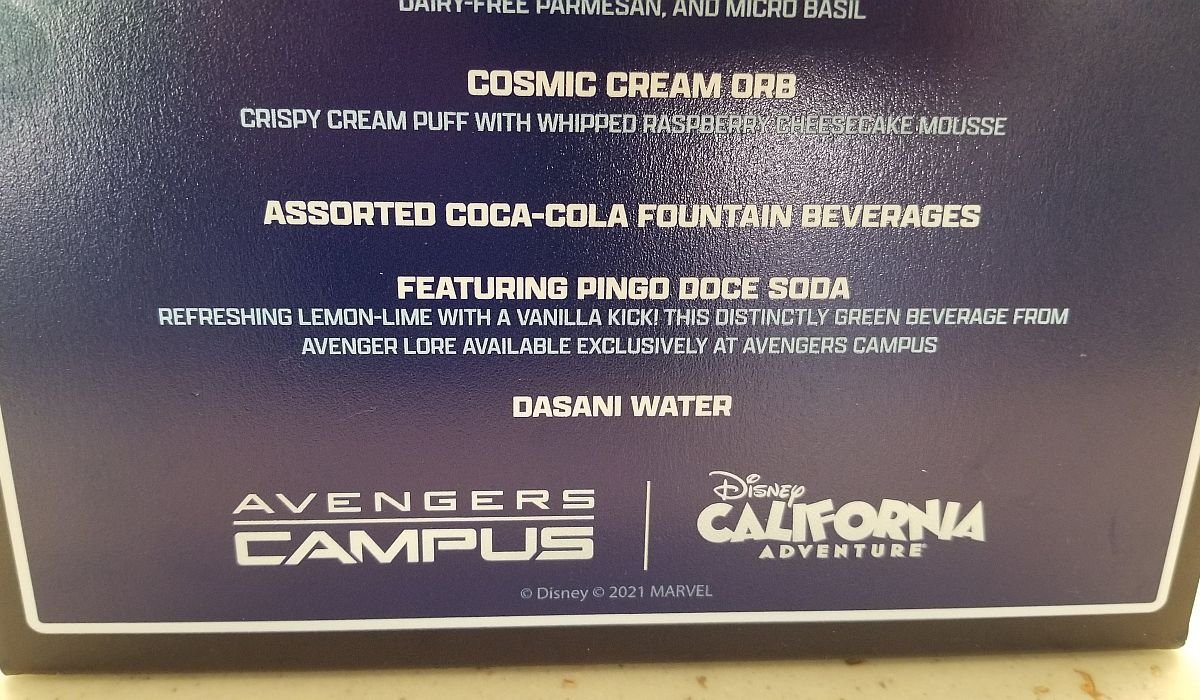 DAIRY-FREE PARMESAN, AND MICRO BASIL
COSMIC CREAM ORB
CRISPY CREAM PUFF WITH WHIPPED RASPBERRY CHEESECAKE MOUSSE
ASSORTED COCA-COLA FOUNTAIN BEVERAGES
FEATURING PINGO DOCE SODA
REFRESHING LEMON-LIME WITH A VANILLA KICK! THIS DISTINCTLY GREEN BEVERAGE FROM
AVENGER LORE AVAILABLE EXCLUSIVELY AT AVENGERS CAMPUS
DASANI WATER
AVENGERS
CAMPUS
Disney
CALIFORNIA
ADVENTURE
© Disney © 2021 MARVEL